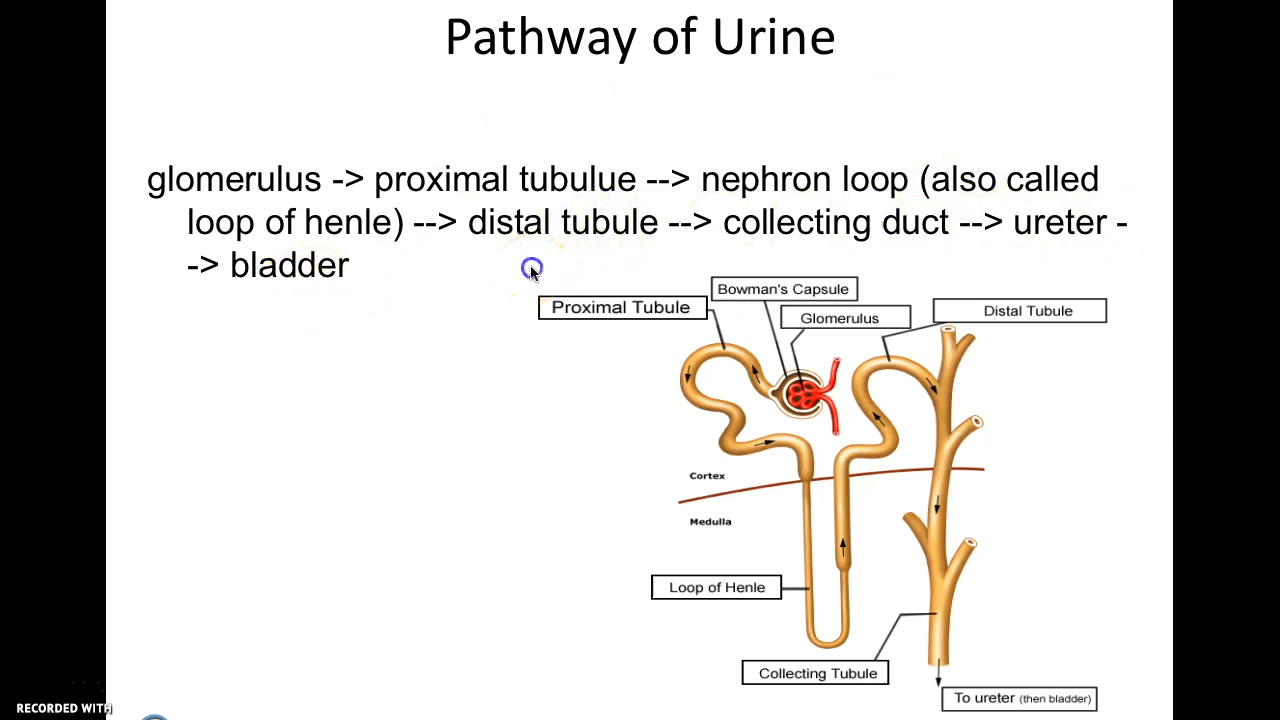 Pathway of Urine
glomerulus -> proximal tubulue --> nephron loop (also called
loop of henle) --> distal tubule --> collecting duct --> ureter -
-> bladder
Bowman's Capsule
Proximal Tubule
Glomerulus
Distal Tubule
Cortex
Medulla
Loop of Henle
Collecting Tubule
To ureter (then bladder)
RECORDED WITH